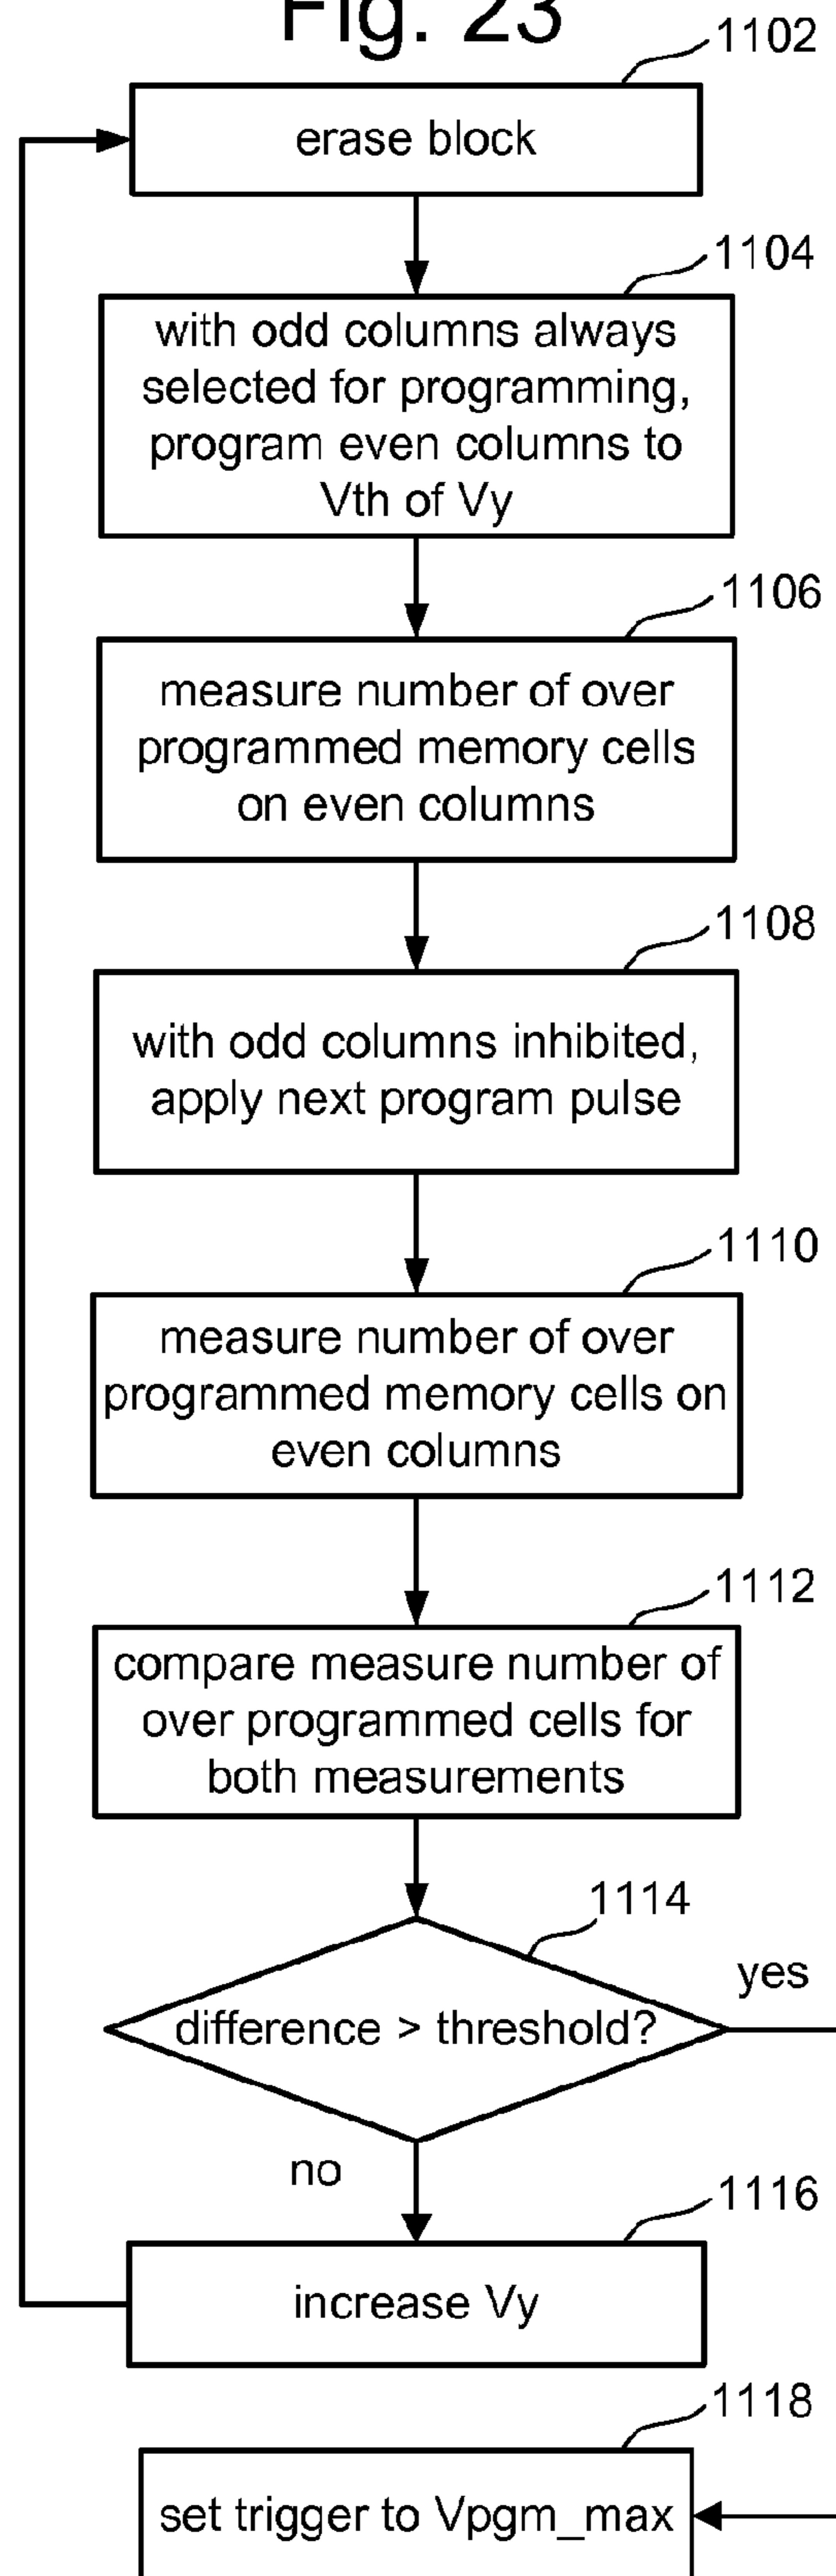 Fig. 23
1102
erase block
1104
with odd columns always
selected for programming,
program even columns to
Vth of Vy
1106
measure number of over
programmed memory cells
on even columns
1108
with odd columns inhibited,
apply next program pulse
1110
measure number of over
programmed memory cells on
even columns
1112
compare measure number of
over programmed cells for
both measurements
1114
yes
difference > threshold?
no
1116
increase Vy
1118
set trigger to Vpgm_max